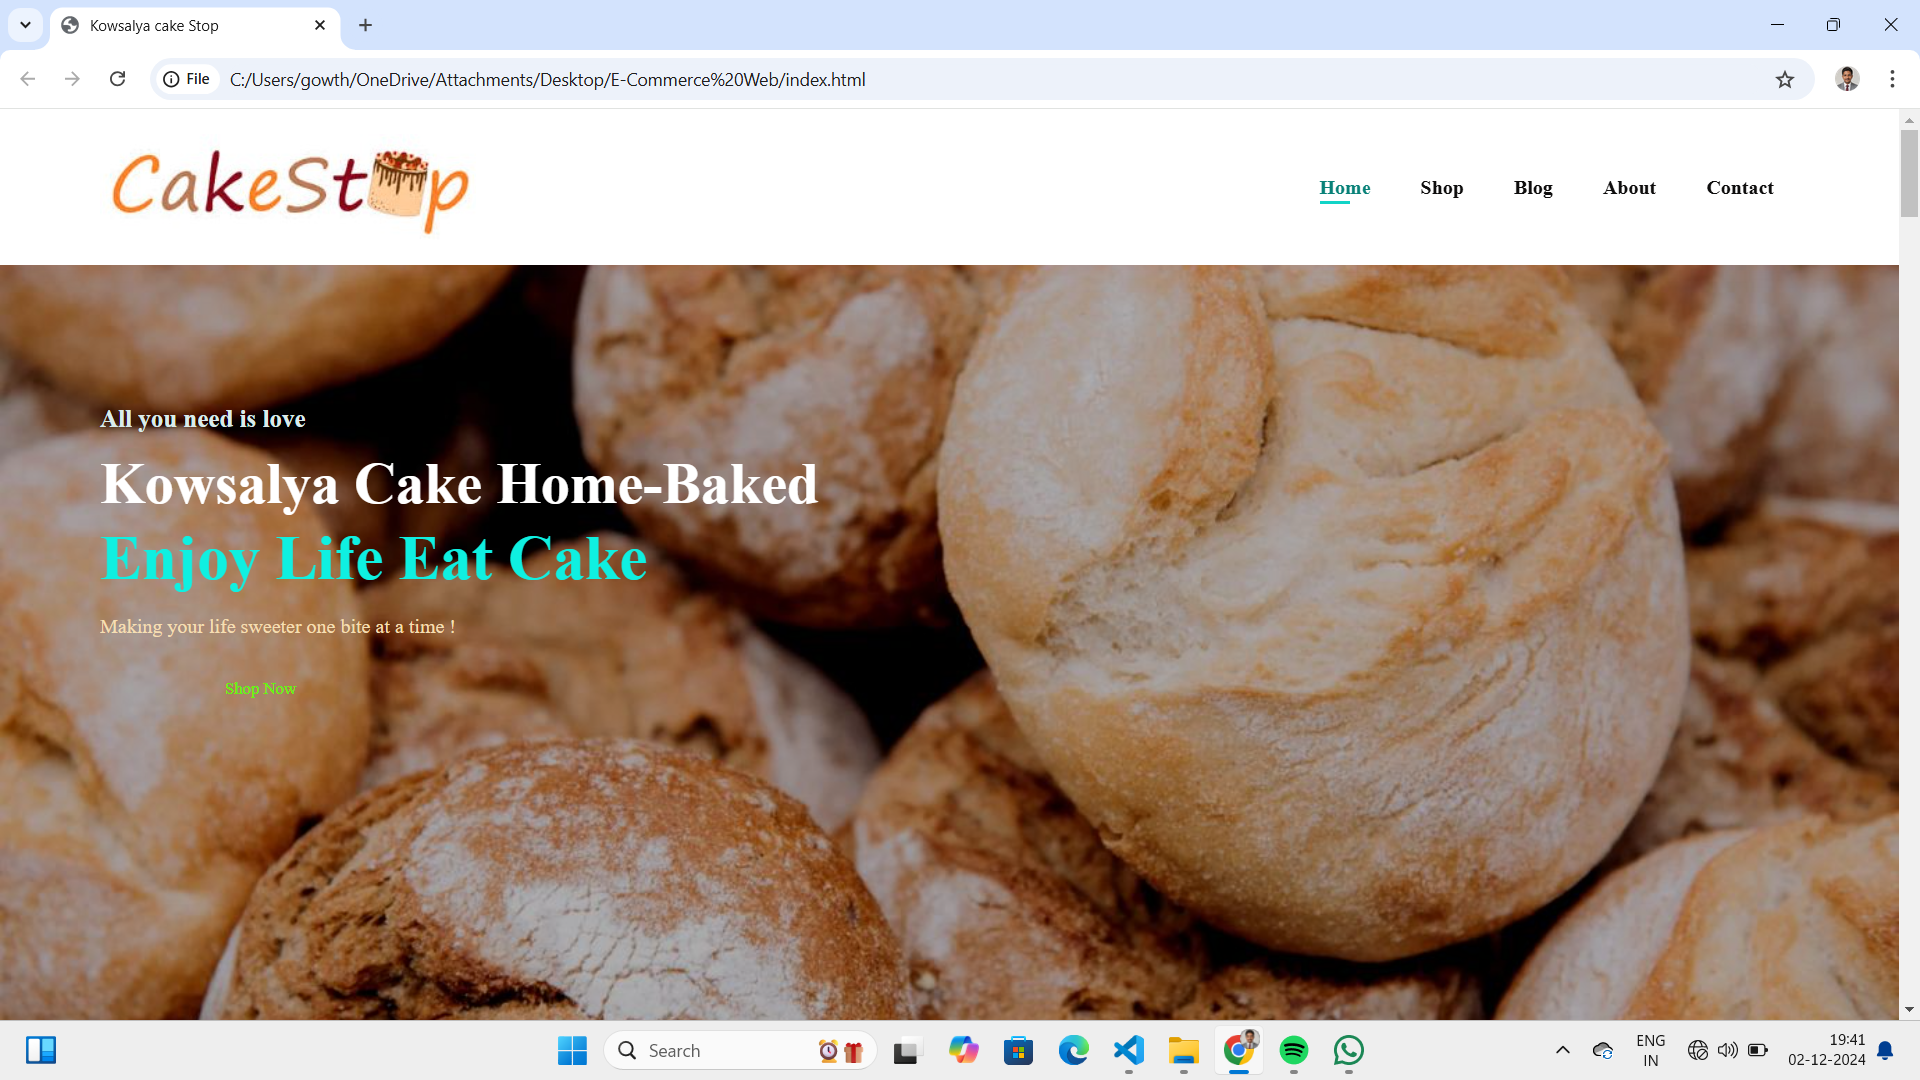 Kowsalya cake Stop
File
C:/Users/gowth/OneDrive/Attachments/Desktop/E-Commerce%20Web/index.html
CakeStop
Home
Shop
Blog
About
Contact
All you need is love
Kowsalya Cake Home-Baked
Enjoy Life Eat Cake
Making your life sweeter one bite at a time !
Shop Now
Search
ENG
IN
19:41
02-12-2024